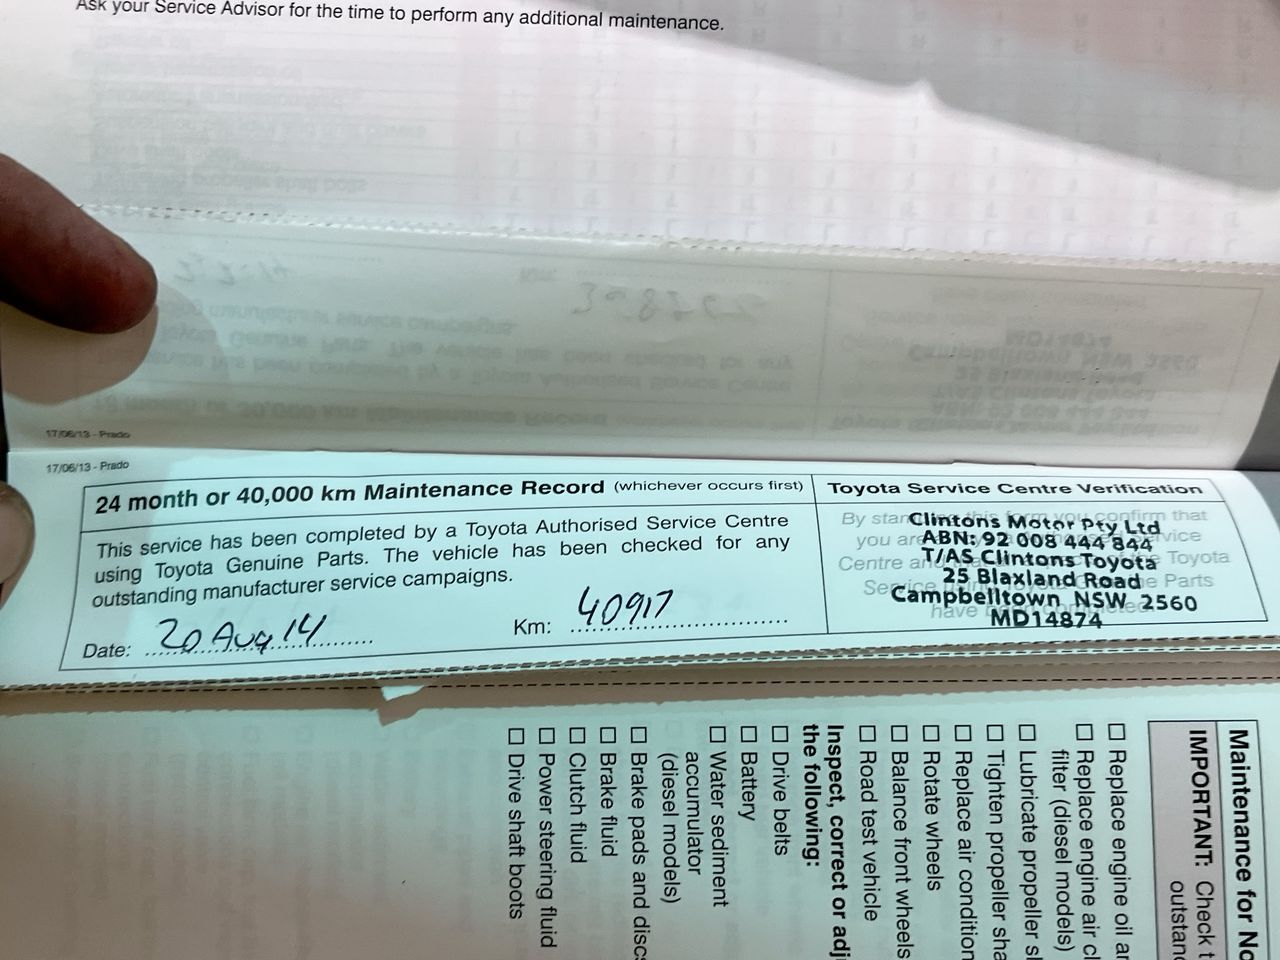 Ask your Service Advisor for the time to perform any additional maintenance.
17/06/13 - Prado
17/06/13 - Prado
24 month or 40,000 km Maintenance Record (whichever occurs first)
This service has been completed by a Toyota Authorised Service Centre
using Toyota Genuine Parts. The vehicle has been checked for any
outstanding manufacturer service campaigns.
Date: 20 Aug 14
Km: 40917
Toyota Service Centre Verification
Clintons Motor Pty Ltd
ABN: 92 008 444 844
T/AS Clintons Toyota
25 Blaxland Road
Campbelltown NSW 2560
MD14874
Maintenance for No
IMPORTANT: Check t
outstand
Replace engine oil an
Replace engine air cl
filter (diesel models)
Lubricate propeller sh
Tighten propeller sha
Replace air condition
Rotate wheels
Balance front wheels
Road test vehicle
Inspect, correct or adj
the following:
Drive belts
Battery
Water sediment
accumulator
(diesel models)
Brake pads and discs
Brake fluid
Clutch fluid
Power steering fluid
Drive shaft boots